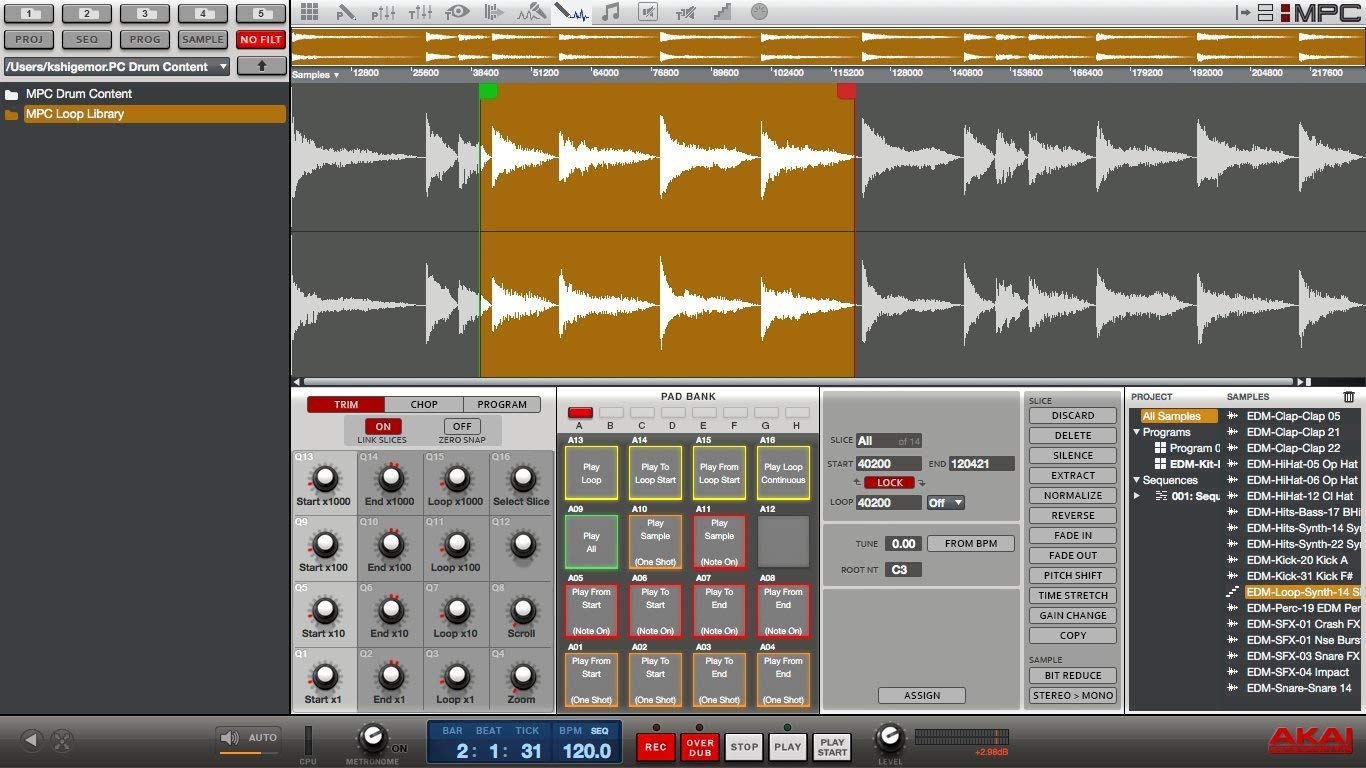 1 2 3 4 5
PROJ SEQ PROG SAMPLE NO FILT
/Users/kshigemor.PC Drum Content
MPC Drum Content
MPC Loop Library
MPC
Samples 12800 25600 38400 51200 64000 76800 89600 102400 115200 128000 140800 153600 166400 179200 192000 204800 217600
TRIM CHOP PROGRAM
ON OFF
LINK SLICES ZERO SNAP
Q13 Q14 Q15 Q16
Start x1000 End x1000 Loop x1000 Select Slice
Q9 Q10 Q11 Q12
Start x100 End x100 Loop x100
Q5 Q6 Q7 Q8
Start x10 End x10 Loop x10 Scroll
Q1 Q2 Q3 Q4
Start x1 End x1 Loop x1 Zoom
PAD BANK
A B C D E F G H
A13 A14 A15 A16
Play Play To Play From Play Loop
Loop Loop Start Loop Start Continuous
A09 A10 A11 A12
Play Play Play
All Sample Sample
(One Shot) (Note On)
A05 A06 A07 A08
Play From Play To Play To Play From
Start Start End End
(Note On) (Note On) (Note On) (Note On)
A01 A02 A03 A04
Play From Play To Play To Play From
Start Start End End
(One Shot) (One Shot) (One Shot) (One Shot)
SLICE All of 14
START 40200 END 120421
LOCK
LOOP 40200 Off
TUNE 0.00 FROM BPM
ROOT NT C3
ASSIGN
SLICE
DISCARD
DELETE
SILENCE
EXTRACT
NORMALIZE
REVERSE
FADE IN
FADE OUT
PITCH SHIFT
TIME STRETCH
GAIN CHANGE
COPY
SAMPLE
BIT REDUCE
STEREO > MONO
PROJECT
All Samples
Programs
Program 0
EDM-Kit-
Sequences
001: Sequ
SAMPLES
EDM-Clap-Clap 05
EDM-Clap-Clap 21
EDM-Clap-Clap 22
EDM-HiHat-05 Op Hat
EDM-HiHat-06 Op Hat
EDM-HiHat-12 Cl Hat
EDM-Hits-Bass-17 BHi
EDM-Hits-Synth-14 Syn
EDM-Hits-Synth-22 Syn
EDM-Kick-20 Kick A
EDM-Kick-31 Kick F#
EDM-Loop-Synth-14 S
EDM-Perc-19 EDM Per
EDM-SFX-01 Crash FX
EDM-SFX-01 Nse Burs
EDM-SFX-03 Snare FX
EDM-SFX-04 Impact
EDM-Snare-Snare 14
AUTO
CPU
METRONOME ON
BAR BEAT TICK BPM SEQ
2: 1: 31 120.0
REC OVER DUB STOP PLAY PLAY START
LEVEL
+2.98dB
AKAI